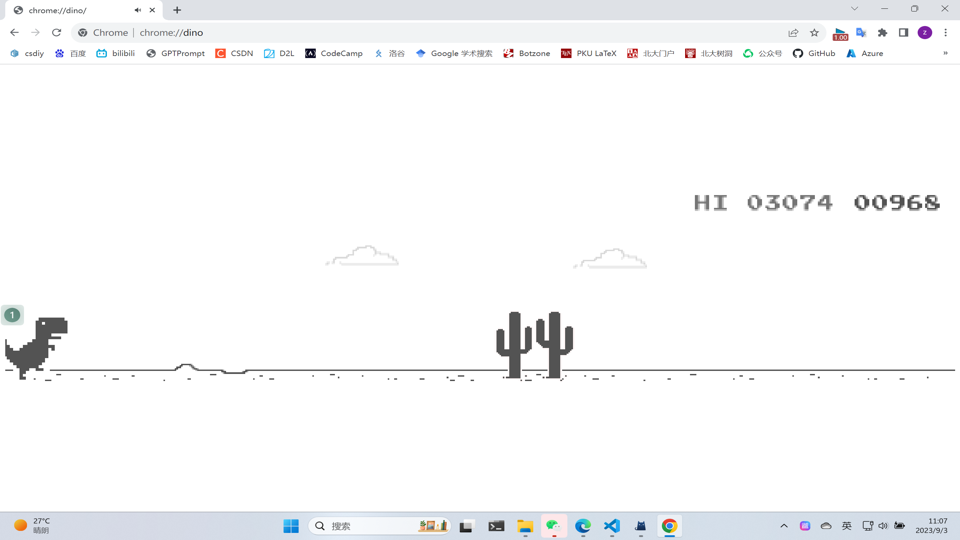 chrome://dino/
Chrome | chrome://dino
1.00
z
csdiy 百度 bilibili GPTPrompt CSDN D2L CodeCamp 洛谷 Google 学术搜索 Botzone PKU LaTeX 北大门户 北大树洞 公众号 GitHub Azure »
HI 03074 00968
1
27°C
晴朗
搜索
英
11:07
2023/9/3